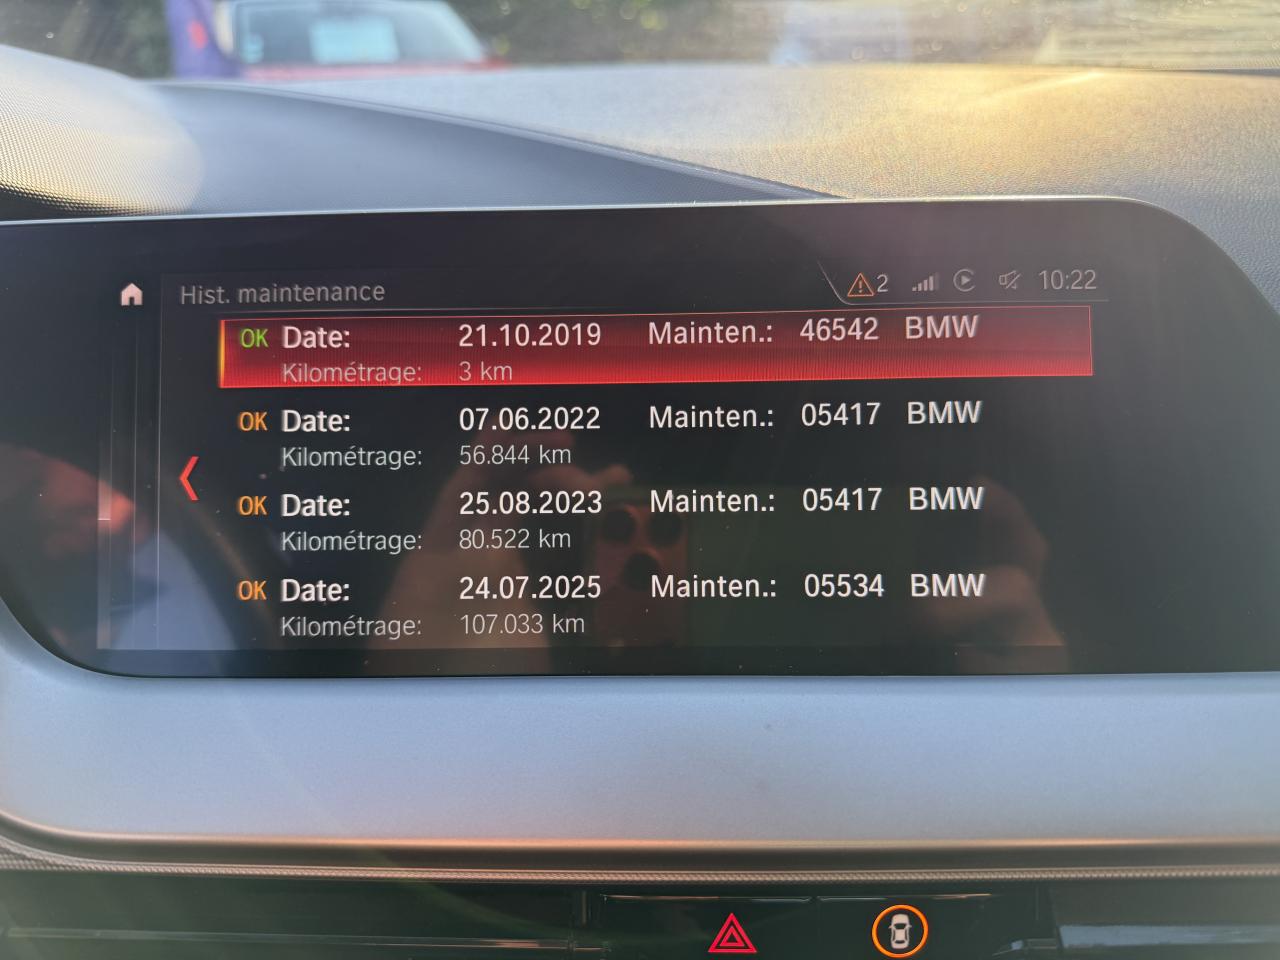 Hist. maintenance 2 10:22
OK Date: 21.10.2019 Mainten.: 46542 BMW
Kilométrage: 3 km
OK Date: 07.06.2022 Mainten.: 05417 BMW
Kilométrage: 56.844 km
OK Date: 25.08.2023 Mainten.: 05417 BMW
Kilométrage: 80.522 km
OK Date: 24.07.2025 Mainten.: 05534 BMW
Kilométrage: 107.033 km